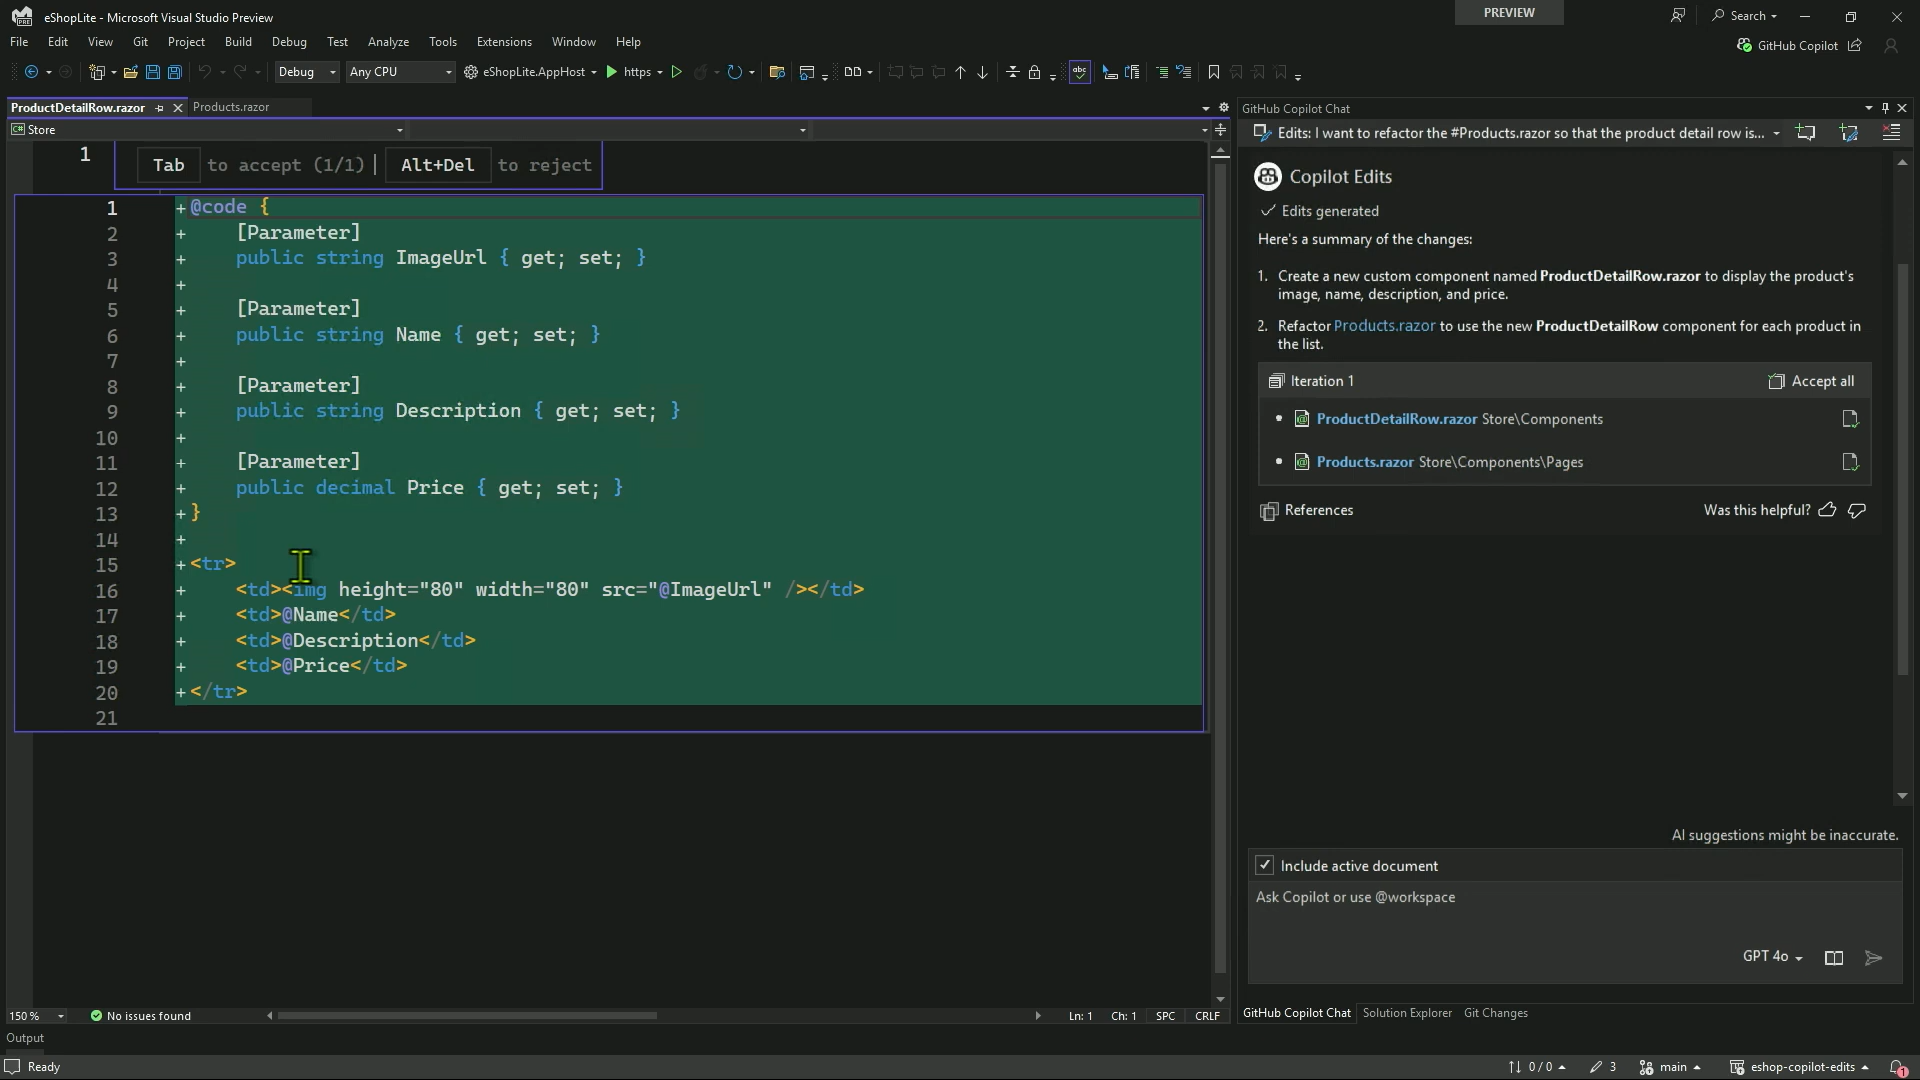 eShopLite - Microsoft Visual Studio Preview
PREVIEW
Search
File Edit View Git Project Build Debug Test Analyze Tools Extensions Window Help
GitHub Copilot
Debug Any CPU eShopLite.AppHost https
abc
ProductDetailRow.razor Products.razor
Store
1 Tab to accept (1/1) | Alt+Del to reject
1 +@code {
2 + [Parameter]
3 + public string ImageUrl { get; set; }
4 +
5 + [Parameter]
6 + public string Name { get; set; }
7 +
8 + [Parameter]
9 + public string Description { get; set; }
10 +
11 + [Parameter]
12 + public decimal Price { get; set; }
13 +}
14 +
15 +<tr>
16 + <td><img height="80" width="80" src="@ImageUrl" /></td>
17 + <td>@Name</td>
18 + <td>@Description</td>
19 + <td>@Price</td>
20 +</tr>
21
150 % No issues found Ln: 1 Ch: 1 SPC CRLF
Output
GitHub Copilot Chat
Edits: I want to refactor the #Products.razor so that the product detail row is...
Copilot Edits
Edits generated
Here's a summary of the changes:
1. Create a new custom component named ProductDetailRow.razor to display the product's
image, name, description, and price.
2. Refactor Products.razor to use the new ProductDetailRow component for each product in
the list.
Iteration 1 Accept all
• ProductDetailRow.razor Store\Components
• Products.razor Store\Components\Pages
References Was this helpful?
AI suggestions might be inaccurate.
Include active document
Ask Copilot or use @workspace
GPT 4o
GitHub Copilot Chat Solution Explorer Git Changes
Ready 0 / 0 3 main eshop-copilot-edits 1